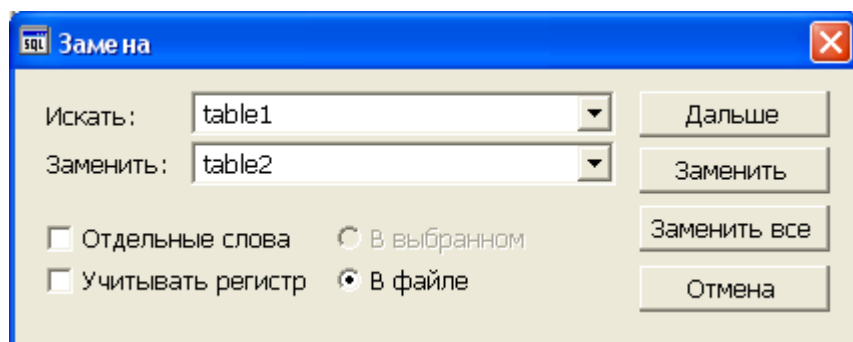 SQL Замена
Искать: table1 Дальше
Заменить: table2 Заменить
Отдельные слова В выбранном Заменить все
Учитывать регистр В файле Отмена